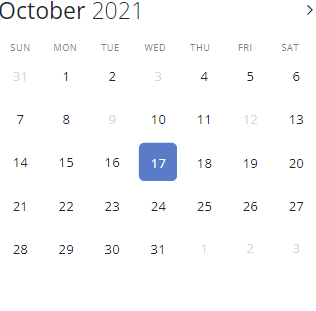 October 2021
SUN MON TUE WED THU FRI SAT
31 1 2 3 4 5 6
7 8 9 10 11 12 13
14 15 16 17 18 19 20
21 22 23 24 25 26 27
28 29 30 31 1 2 3